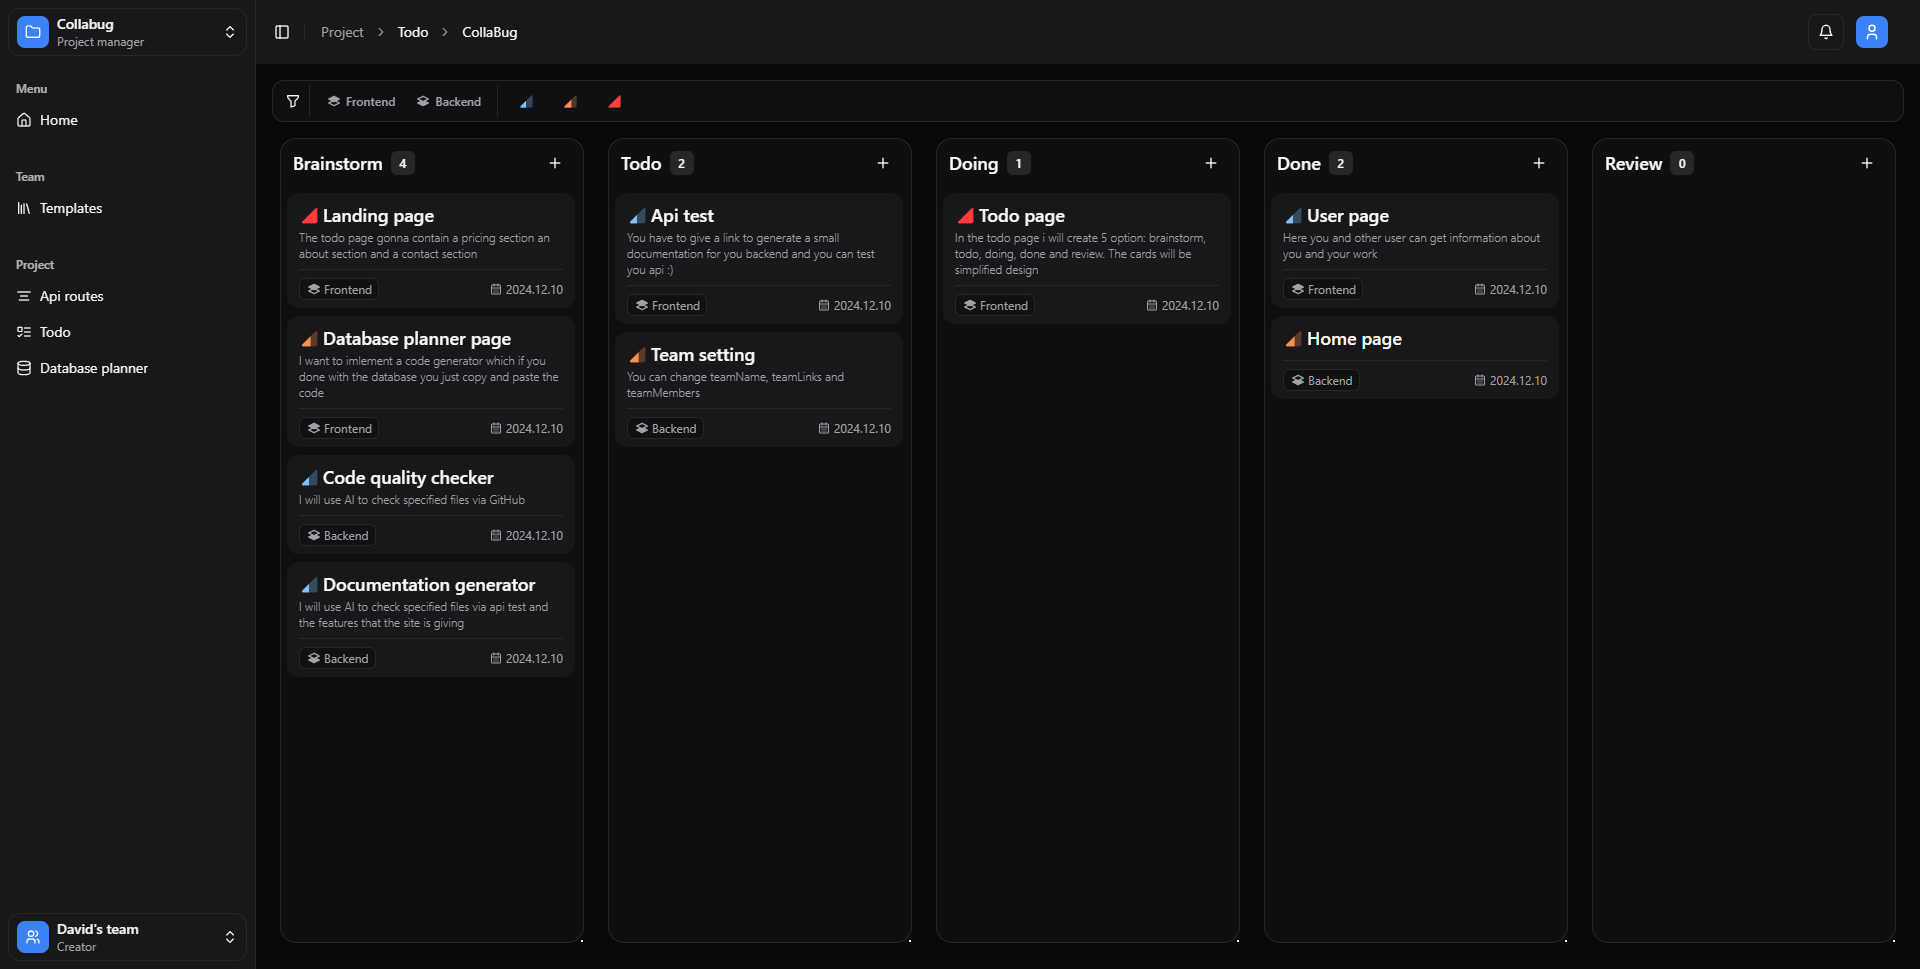 Collabug
Project manager
Menu
Home
Team
Templates
Project
Api routes
Todo
Database planner
David's team
Creator
Project > Todo > CollaBug
Frontend Backend
Brainstorm 4
Landing page
The todo page gonna contain a pricing section an
about section and a contact section
Frontend 2024.12.10
Database planner page
I want to imlement a code generator which if you
done with the database you just copy and paste the
code
Frontend 2024.12.10
Code quality checker
I will use AI to check specified files via GitHub
Backend 2024.12.10
Documentation generator
I will use AI to check specified files via api test and
the features that the site is giving
Backend 2024.12.10
Todo 2
Api test
You have to give a link to generate a small
documentation for you backend and you can test
you api :)
Frontend 2024.12.10
Team setting
You can change teamName, teamLinks and
teamMembers
Backend 2024.12.10
Doing 1
Todo page
In the todo page i will create 5 option: brainstorm,
todo, doing, done and review. The cards will be
simplified design
Frontend 2024.12.10
Done 2
User page
Here you and other user can get information about
you and your work
Frontend 2024.12.10
Home page
Backend 2024.12.10
Review 0